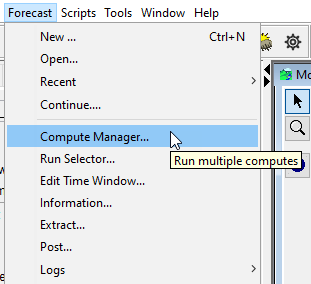 Forecast Scripts Tools Window Help
New ... Ctrl+N
Open...
Recent
Continue....
Compute Manager...
Run Selector...
Run multiple computes
Edit Time Window...
Information...
Extract...
Post...
Logs
Mo